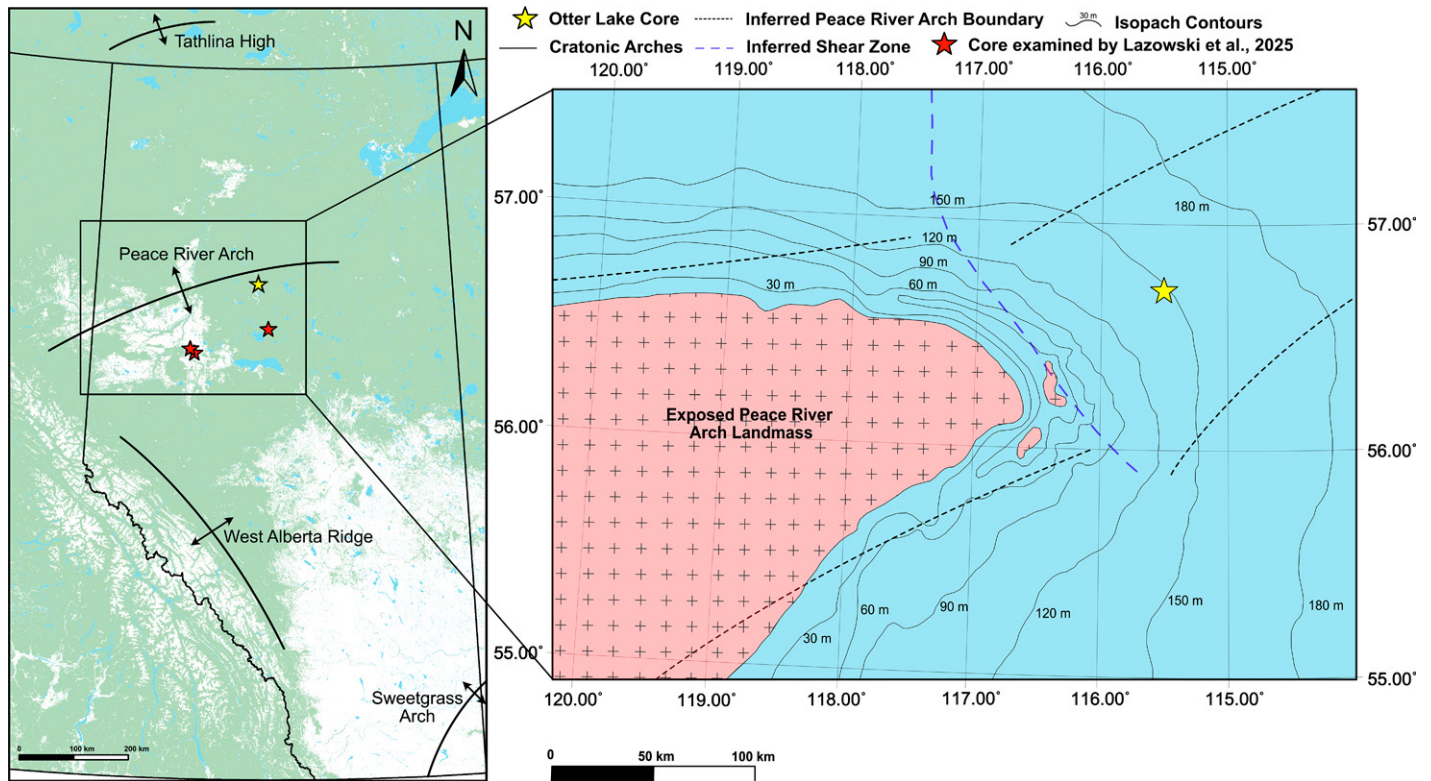 Otter Lake Core
Inferred Peace River Arch Boundary
30 m
Isopach Contours
Cratonic Arches
Inferred Shear Zone
Core examined by Lazowski et al., 2025
Tathlina High
N
Peace River Arch
West Alberta Ridge
Sweetgrass
Arch
0 100 km 200 km
120.00° 119.00° 118.00° 117.00° 116.00° 115.00°
57.00°
57.00°
150 m
180 m
120 m
90 m
30 m
60 m
Exposed Peace River
Arch Landmass
56.00°
56.00°
30 m
60 m
90 m
120 m
150 m
180 m
55.00°
55.00°
120.00° 119.00° 118.00° 117.00° 116.00° 115.00°
0 50 km 100 km